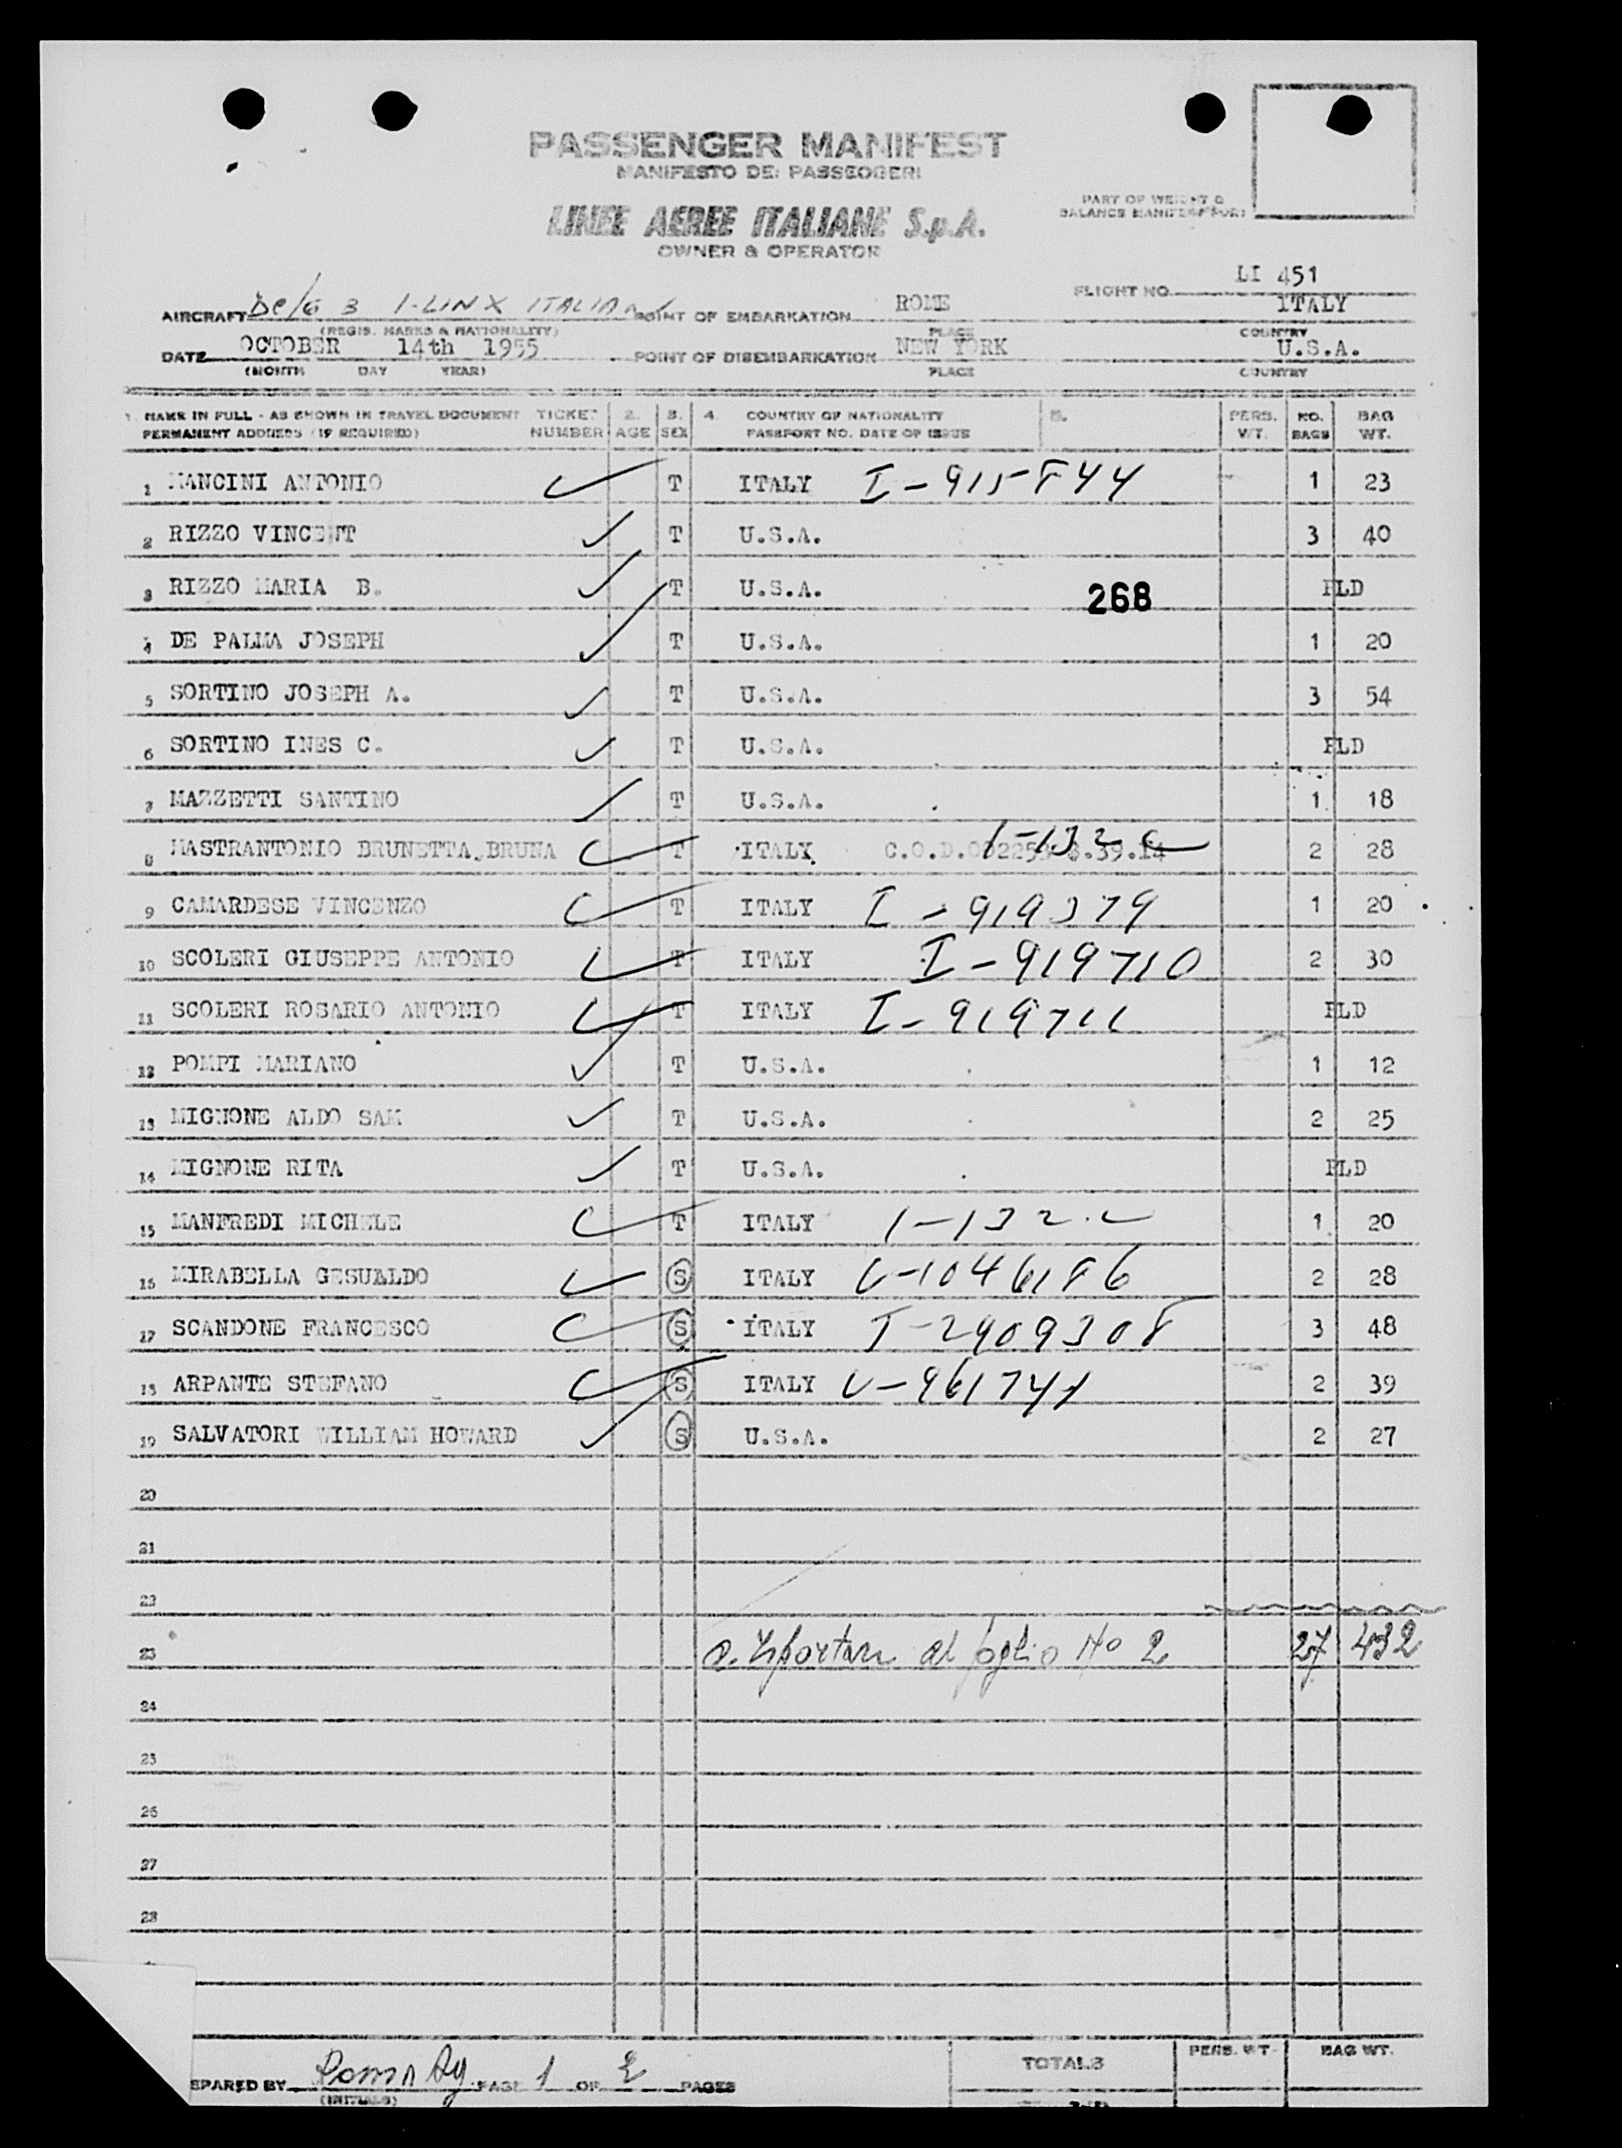 PASSENGER MANIFEST
MANIFESTO DEI PASSEGGERI
LINEE AEREE ITALIANE S.p.A.
OWNER & OPERATOR
PART OF WEIGHT &
BALANCE MANIFEST FOR:
FLIGHT NO. LI 451
AIRCRAFT Dc/6 B I-LINX ITALIAN POINT OF EMBARKATION ROME ITALY
(REGIS. MARKS & NATIONALITY) PLACE COUNTRY
DATE OCTOBER 14th 1955 POINT OF DISEMBARKATION NEW YORK U.S.A.
(MONTH DAY YEAR) PLACE COUNTRY
1. NAME IN FULL - AS SHOWN IN TRAVEL DOCUMENT TICKET 2. 3. 4. COUNTRY OF NATIONALITY 5. PERS. NO. BAG
PERMANENT ADDRESS (IF REQUIRED) NUMBER AGE SEX PASSPORT NO. DATE OF ISSUE WT. BAGS WT.
1 MANCINI ANTONIO T ITALY I-915844 1 23
2 RIZZO VINCENT T U.S.A. 3 40
3 RIZZO MARIA B. T U.S.A. 268 PLD
4 DE PALMA JOSEPH T U.S.A. 1 20
5 SORTINO JOSEPH A. T U.S.A. 3 54
6 SORTINO INES C. T U.S.A. PLD
7 MAZZETTI SANTINO T U.S.A. 1 18
8 MASTRANTONIO BRUNETTA BRUNA T ITALY 2 28
9 CAMARDESE VINCENZO T ITALY I-919379 1 20
10 SCOLERI GIUSEPPE ANTONIO T ITALY I-919710 2 30
11 SCOLERI ROSARIO ANTONIO T ITALY I-919711 PLD
12 POMPI MARIANO T U.S.A. 1 12
13 MIGNONE ALDO SAM T U.S.A. 2 25
14 MIGNONE RITA T U.S.A. PLD
15 MANFREDI MICHELE T ITALY 1 20
16 MIRABELLA GESUALDO S ITALY V-1046186 2 28
17 SCANDONE FRANCESCO S ITALY I-2909308 3 48
18 ARPANTE STEFANO S ITALY 2 39
19 SALVATORI WILLIAM HOWARD S U.S.A. 2 27
20
21
22
23 a riportare al foglio No 2 27 432
24
25
26
27
28
EPARED BY PAGE 1 OF 2 PAGES
(INITIALS)
TOTALS PERS. WT. BAG WT.